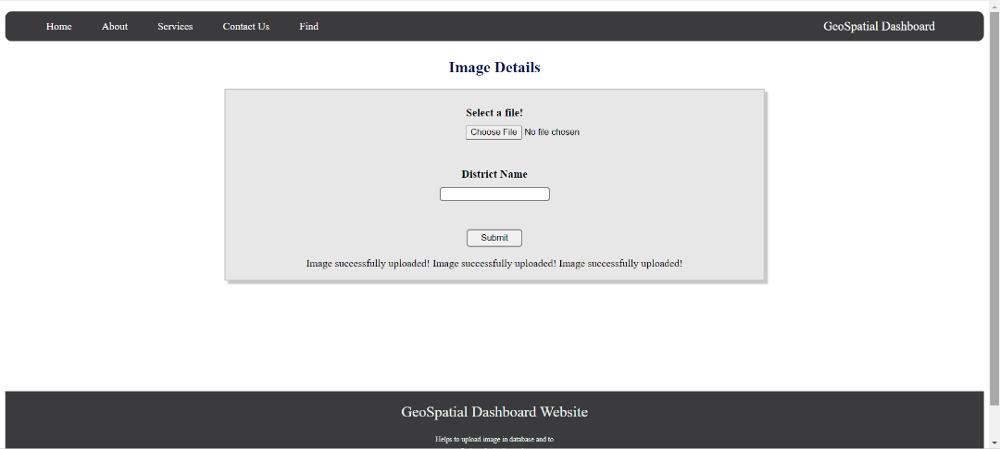 Home About Services Contact Us Find GeoSpatial Dashboard
Image Details
Select a file!
Choose File No file chosen
District Name
Submit
Image successfully uploaded! Image successfully uploaded! Image successfully uploaded!
GeoSpatial Dashboard Website
Helps to upload image in database and to